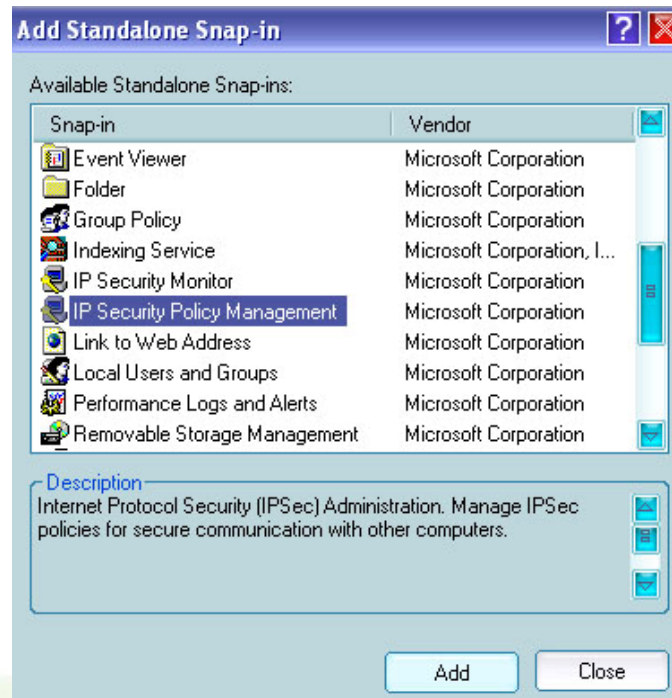 Add Standalone Snap-in
Available Standalone Snap-ins:
Snap-in Vendor
Event Viewer Microsoft Corporation
Folder Microsoft Corporation
Group Policy Microsoft Corporation
Indexing Service Microsoft Corporation, I...
IP Security Monitor Microsoft Corporation
IP Security Policy Management Microsoft Corporation
Link to Web Address Microsoft Corporation
Local Users and Groups Microsoft Corporation
Performance Logs and Alerts Microsoft Corporation
Removable Storage Management Microsoft Corporation
Description
Internet Protocol Security (IPSec) Administration. Manage IPSec
policies for secure communication with other computers.
Add Close